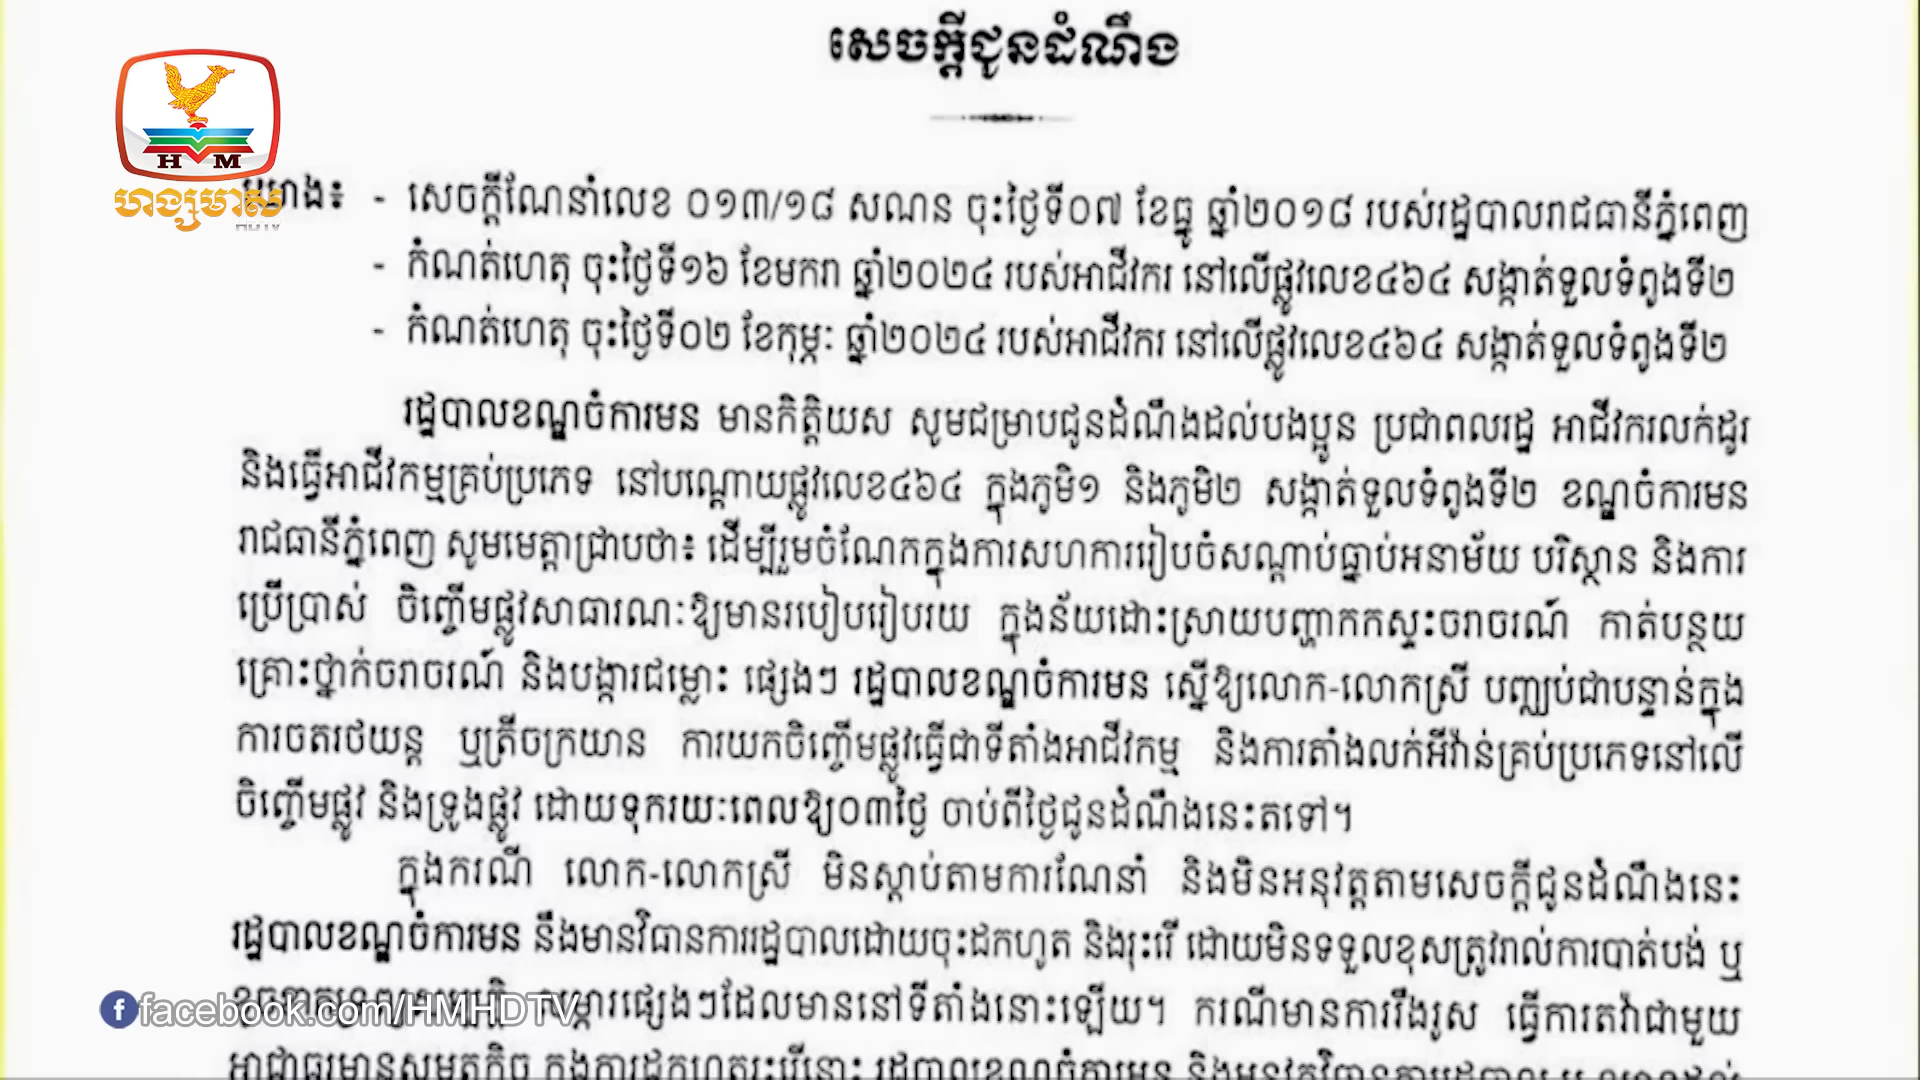 សេចក្តីជូនដំណឹង
HM
ហង្សមាស
HDTV
- សេចក្តីណែនាំលេខ ០១៣/១៨ សណន ចុះថ្ងៃទី០៧ ខែធ្នូ ឆ្នាំ២០១៨ របស់រដ្ឋបាលរាជធានីភ្នំពេញ
- កំណត់ហេតុ ចុះថ្ងៃទី១៦ ខែមករា ឆ្នាំ២០២៤ របស់អាជីវករ នៅលើផ្លូវលេខ៤៦៤ សង្កាត់ទួលទំពូងទី២
- កំណត់ហេតុ ចុះថ្ងៃទី០២ ខែកុម្ភៈ ឆ្នាំ២០២៤ របស់អាជីវករ នៅលើផ្លូវលេខ៤៦៤ សង្កាត់ទួលទំពូងទី២
រដ្ឋបាលខណ្ឌចំការមន មានកិត្តិយស សូមជម្រាបជូនដំណឹងដល់បងប្អូន ប្រជាពលរដ្ឋ អាជីវករលក់ដូរ
និងធ្វើអាជីវកម្មគ្រប់ប្រភេទ នៅបណ្តោយផ្លូវលេខ៤៦៤ ក្នុងភូមិ១ និងភូមិ២ សង្កាត់ទួលទំពូងទី២ ខណ្ឌចំការមន
រាជធានីភ្នំពេញ សូមមេត្តាជ្រាបថា៖ ដើម្បីរួមចំណែកក្នុងការសហការរៀបចំសណ្តាប់ធ្នាប់អនាម័យ បរិស្ថាន និងការ
ប្រើប្រាស់ ចិញ្ចើមផ្លូវសាធារណៈឱ្យមានរបៀបរៀបរយ ក្នុងន័យដោះស្រាយបញ្ហាកកស្ទះចរាចរណ៍ កាត់បន្ថយ
គ្រោះថ្នាក់ចរាចរណ៍ និងបង្ការជម្លោះ ផ្សេងៗ រដ្ឋបាលខណ្ឌចំការមន ស្នើឱ្យលោក-លោកស្រី បញ្ឈប់ជាបន្ទាន់ក្នុង
ការចតរថយន្ត ឬត្រីចក្រយាន ការយកចិញ្ចើមផ្លូវធ្វើជាទីតាំងអាជីវកម្ម និងការតាំងលក់អីវ៉ាន់គ្រប់ប្រភេទនៅលើ
ចិញ្ចើមផ្លូវ និងទ្រូងផ្លូវ ដោយទុករយៈពេលឱ្យ០៣ថ្ងៃ ចាប់ពីថ្ងៃជូនដំណឹងនេះតទៅ។
ក្នុងករណី លោក-លោកស្រី មិនស្តាប់តាមការណែនាំ និងមិនអនុវត្តតាមសេចក្តីជូនដំណឹងនេះ
រដ្ឋបាលខណ្ឌចំការមន នឹងមានវិធានការរដ្ឋបាលដោយចុះដកហូត និងរុះរើ ដោយមិនទទួលខុសត្រូវរាល់ការបាត់បង់ ឬ
ផ្សេងៗដែលមាននៅទីតាំងនោះឡើយ។ ករណីមានការរឹងរូស ធ្វើការតវ៉ាជាមួយ
facebook.com/HMHDTV